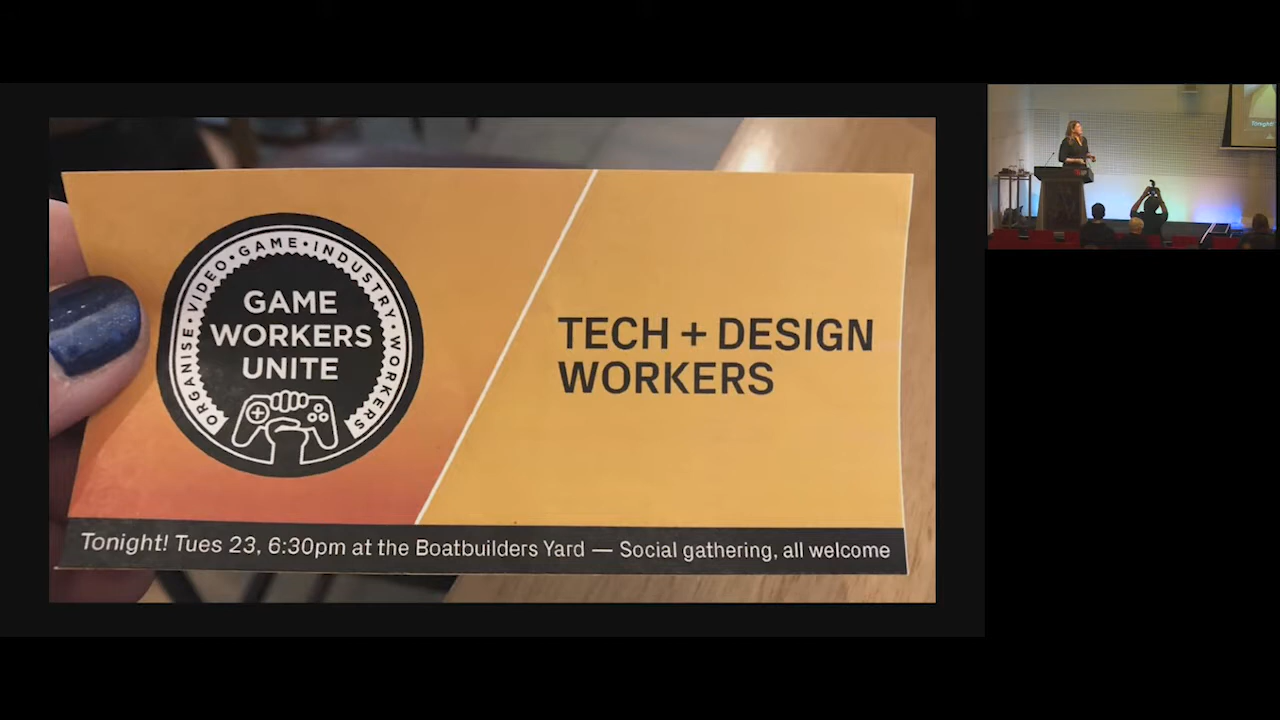 ORGANISE • VIDEO • GAME • INDUSTRY • WORKERS
GAME
WORKERS
UNITE
TECH + DESIGN
WORKERS
Tonight! Tues 23, 6:30pm at the Boatbuilders Yard — Social gathering, all welcome
Tonight!